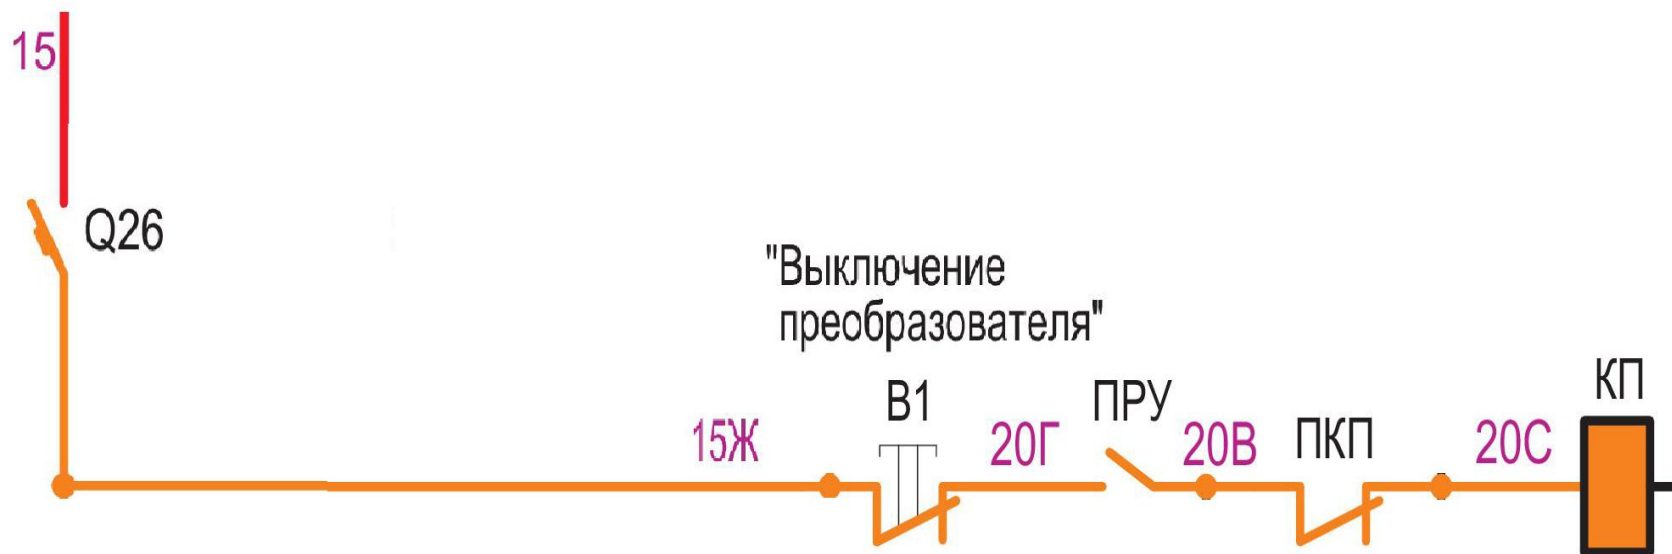 15
Q26
"Выключение
преобразователя"
В1
ПРУ
КП
15Ж
20Г
20В
ПКП
20С